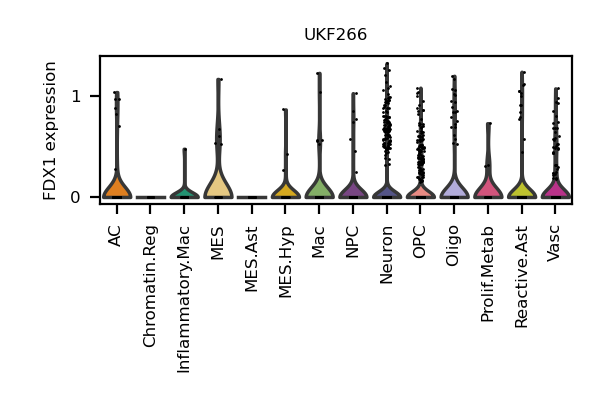 UKF266
FDX1 expression
1
0
AC
Chromatin.Reg
Inflammatory.Mac
MES
MES.Ast
MES.Hyp
Mac
NPC
Neuron
OPC
Oligo
Prolif.Metab
Reactive.Ast
Vasc